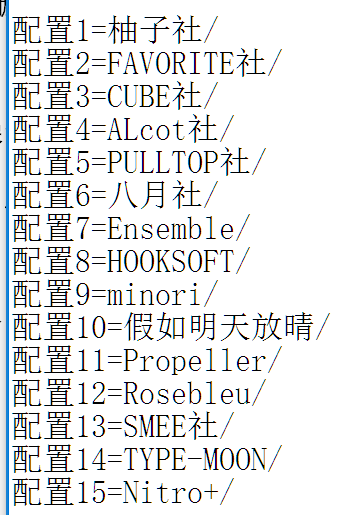 配置1=柚子社/
配置2=FAVORITE社/
配置3=CUBE社/
配置4=ALcot社/
配置5=PULLTOP社/
配置6=八月社/
配置7=Ensemble/
配置8=HOOKSOFT/
配置9=minori/
配置10=假如明天放晴/
配置11=Propeller/
配置12=Rosebleu/
配置13=SMEE社/
配置14=TYPE-MOON/
配置15=Nitro+/